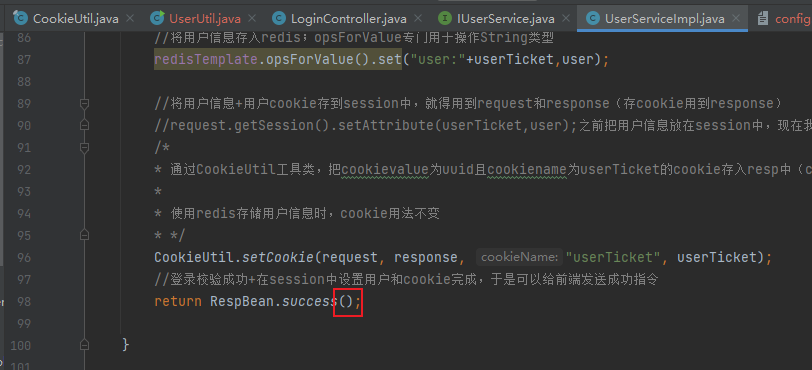 CookieUtil.java × UserUtil.java × LoginController.java × IUserService.java × UserServiceImpl.java × config
86 //将用户信息存入redis；opsForValue专门用于操作String类型
87 redisTemplate.opsForValue().set("user:"+userTicket,user);
88
89 //将用户信息+用户cookie存到session中，就得用到request和response（存cookie用到response）
90 //request.getSession().setAttribute(userTicket,user);之前把用户信息放在session中，现在我
91 /*
92 * 通过CookieUtil工具类，把cookievalue为uuid且cookiename为userTicket的cookie存入resp中（c
93 *
94 * 使用redis存储用户信息时，cookie用法不变
95 * */
96 CookieUtil.setCookie(request, response, cookieName: "userTicket", userTicket);
97 //登录校验成功+在session中设置用户和cookie完成，于是可以给前端发送成功指令
98 return RespBean.success();
99
100 }
101